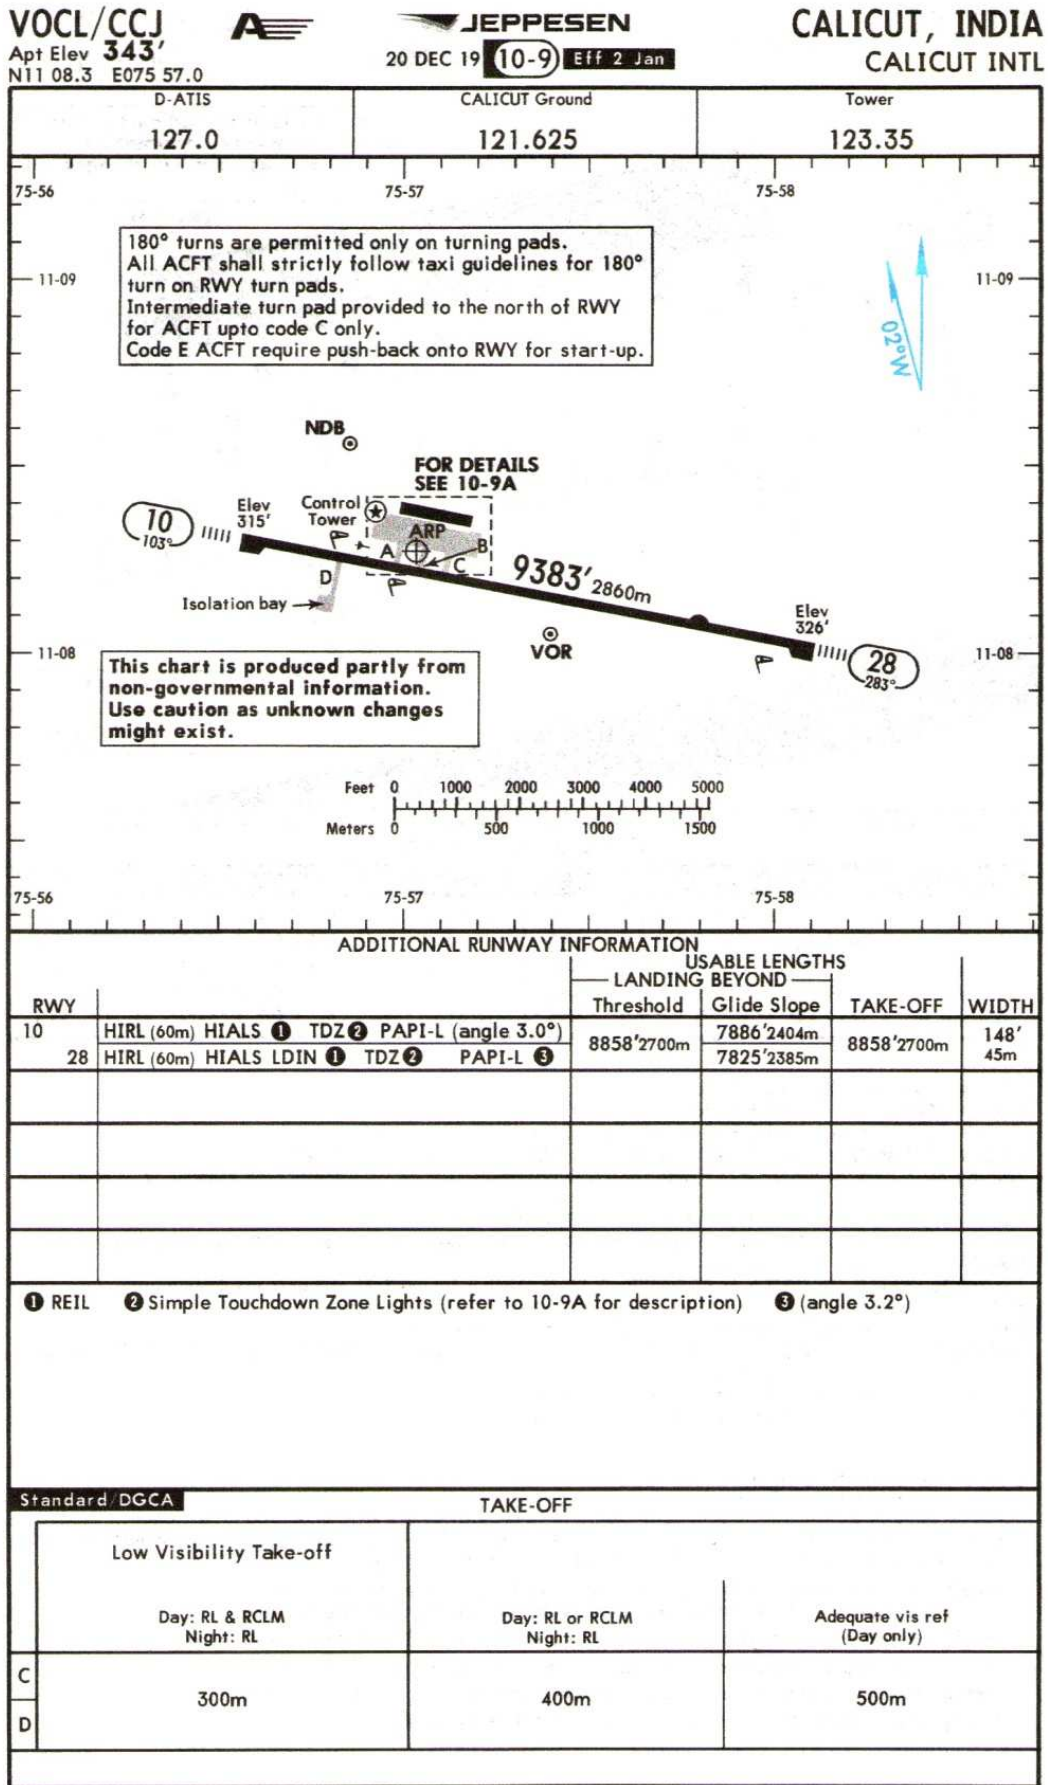 VOCL/CCJ
Apt Elev 343'
N11 08.3 E075 57.0
JEPPESEN
20 DEC 19 10-9 Eff 2 Jan
CALICUT, INDIA
CALICUT INTL
D-ATIS
127.0
CALICUT Ground
121.625
Tower
123.35
75-56 75-57 75-58
180° turns are permitted only on turning pads.
All ACFT shall strictly follow taxi guidelines for 180°
turn on RWY turn pads.
Intermediate turn pad provided to the north of RWY
for ACFT upto code C only.
Code E ACFT require push-back onto RWY for start-up.
11-09 11-09
02°W
NDB
FOR DETAILS
SEE 10-9A
Control
Tower
ARP
A
B
C
D
10
103°
Elev
315'
Isolation bay
9383' 2860m
VOR
Elev
326'
28
283°
11-08 11-08
This chart is produced partly from
non-governmental information.
Use caution as unknown changes
might exist.
Feet 0 1000 2000 3000 4000 5000
Meters 0 500 1000 1500
75-56 75-57 75-58
ADDITIONAL RUNWAY INFORMATION
USABLE LENGTHS
LANDING BEYOND
RWY Threshold Glide Slope TAKE-OFF WIDTH
10 HIRL (60m) HIALS ❶ TDZ ❷ PAPI-L (angle 3.0°) 8858'2700m 7886'2404m 8858'2700m 148'
28 HIRL (60m) HIALS LDIN ❶ TDZ ❷ PAPI-L ❸ 7825'2385m 45m
❶ REIL ❷ Simple Touchdown Zone Lights (refer to 10-9A for description) ❸ (angle 3.2°)
Standard/DGCA
TAKE-OFF
Low Visibility Take-off
Day: RL & RCLM
Night: RL
Day: RL or RCLM
Night: RL
Adequate vis ref
(Day only)
C
D
300m 400m 500m